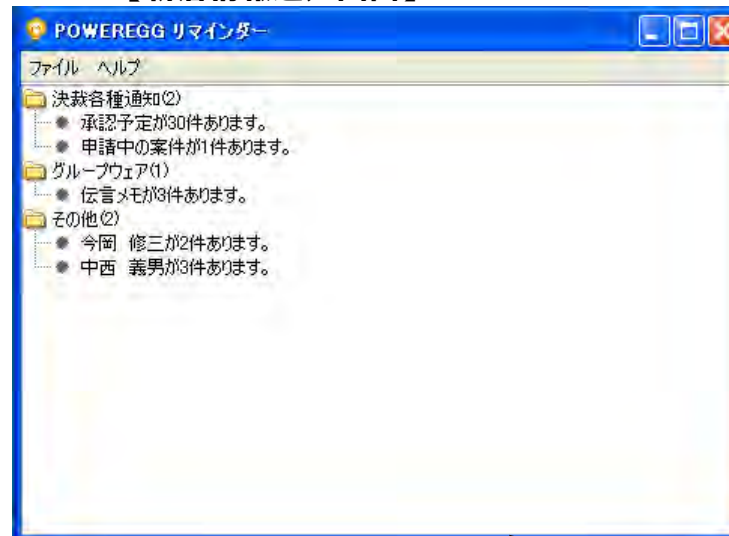 POWEREGG リマインダー
ファイル ヘルプ
決裁各種通知(2)
承認予定が30件あります。
申請中の案件が1件あります。
グループウェア(1)
伝言メモが3件あります。
その他(2)
今岡 修三が2件あります。
中西 義男が3件あります。